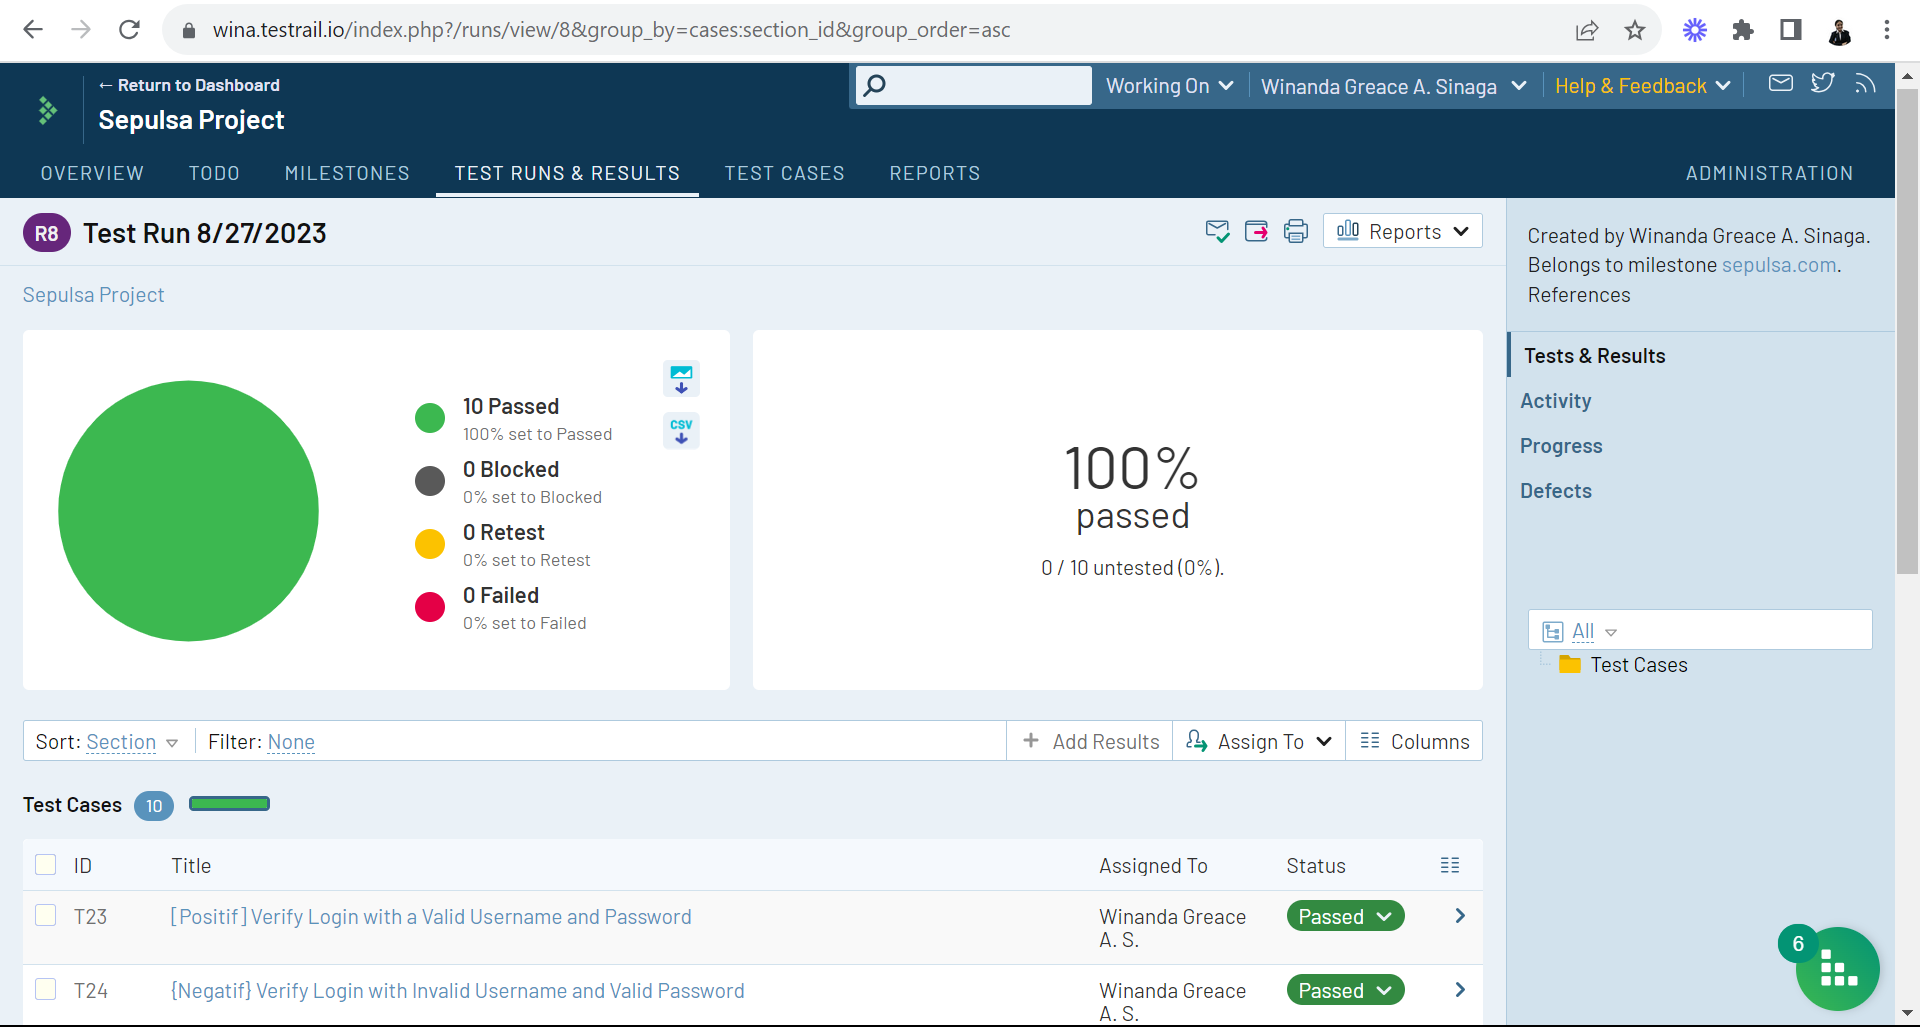 wina.testrail.io/index.php?/runs/view/8&group_by=cases:section_id&group_order=asc
← Return to Dashboard
Sepulsa Project
Working On
Winanda Greace A. Sinaga
Help & Feedback
OVERVIEW
TODO
MILESTONES
TEST RUNS & RESULTS
TEST CASES
REPORTS
ADMINISTRATION
R8
Test Run 8/27/2023
Reports
Sepulsa Project
10 Passed
100% set to Passed
0 Blocked
0% set to Blocked
0 Retest
0% set to Retest
0 Failed
0% set to Failed
CSV
100%
passed
0 / 10 untested (0%).
Created by Winanda Greace A. Sinaga.
Belongs to milestone sepulsa.com.
References
Tests & Results
Activity
Progress
Defects
All
Test Cases
Sort: Section
Filter: None
+ Add Results
Assign To
Columns
Test Cases 10
ID
Title
Assigned To
Status
T23
[Positif] Verify Login with a Valid Username and Password
Winanda Greace
A. S.
Passed
T24
{Negatif} Verify Login with Invalid Username and Valid Password
Winanda Greace
A. S.
Passed
6